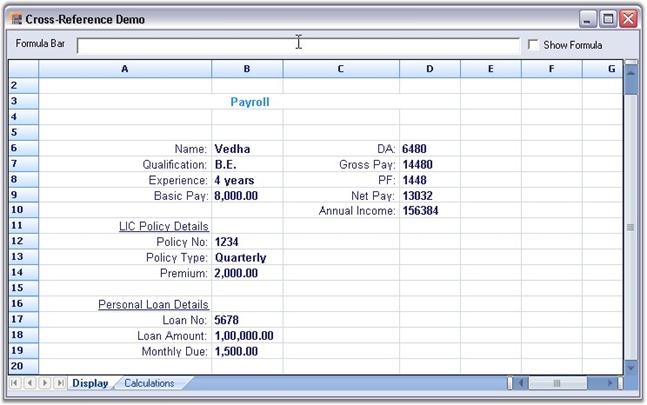 Cross-Reference Demo
Formula Bar Show Formula
A B C D E F G
2
3 Payroll
4
5
6 Name: Vedha DA: 6480
7 Qualification: B.E. Gross Pay: 14480
8 Experience: 4 years PF: 1448
9 Basic Pay: 8,000.00 Net Pay: 13032
10 Annual Income: 156384
11 LIC Policy Details
12 Policy No: 1234
13 Policy Type: Quarterly
14 Premium: 2,000.00
15
16 Personal Loan Details
17 Loan No: 5678
18 Loan Amount: 1,00,000.00
19 Monthly Due: 1,500.00
20
Display Calculations